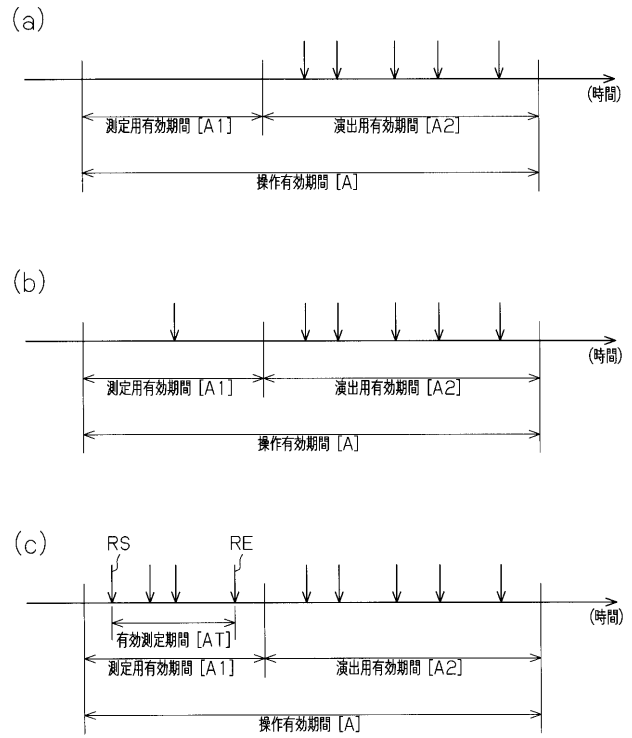 (a)
(時間)
測定用有効期間 [A1]
演出用有効期間 [A2]
操作有効期間 [A]
(b)
(時間)
測定用有効期間 [A1]
演出用有効期間 [A2]
操作有効期間 [A]
(c)
RS
RE
(時間)
有効測定期間 [AT]
測定用有効期間 [A1]
演出用有効期間 [A2]
操作有効期間 [A]